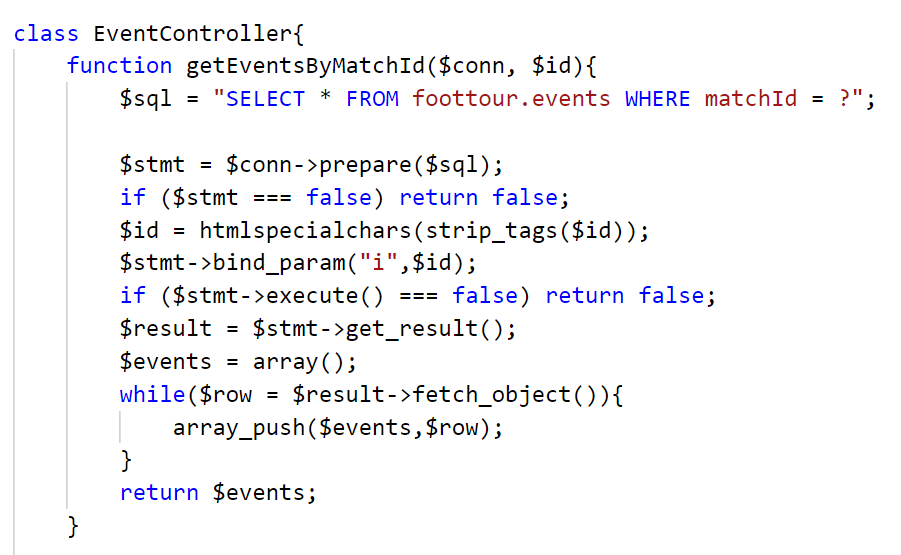 class EventController{
    function getEventsByMatchId($conn, $id){
        $sql = "SELECT * FROM foottour.events WHERE matchId = ?";

        $stmt = $conn->prepare($sql);
        if ($stmt === false) return false;
        $id = htmlspecialchars(strip_tags($id));
        $stmt->bind_param("i",$id);
        if ($stmt->execute() === false) return false;
        $result = $stmt->get_result();
        $events = array();
        while($row = $result->fetch_object()){
            array_push($events,$row);
        }
        return $events;
    }